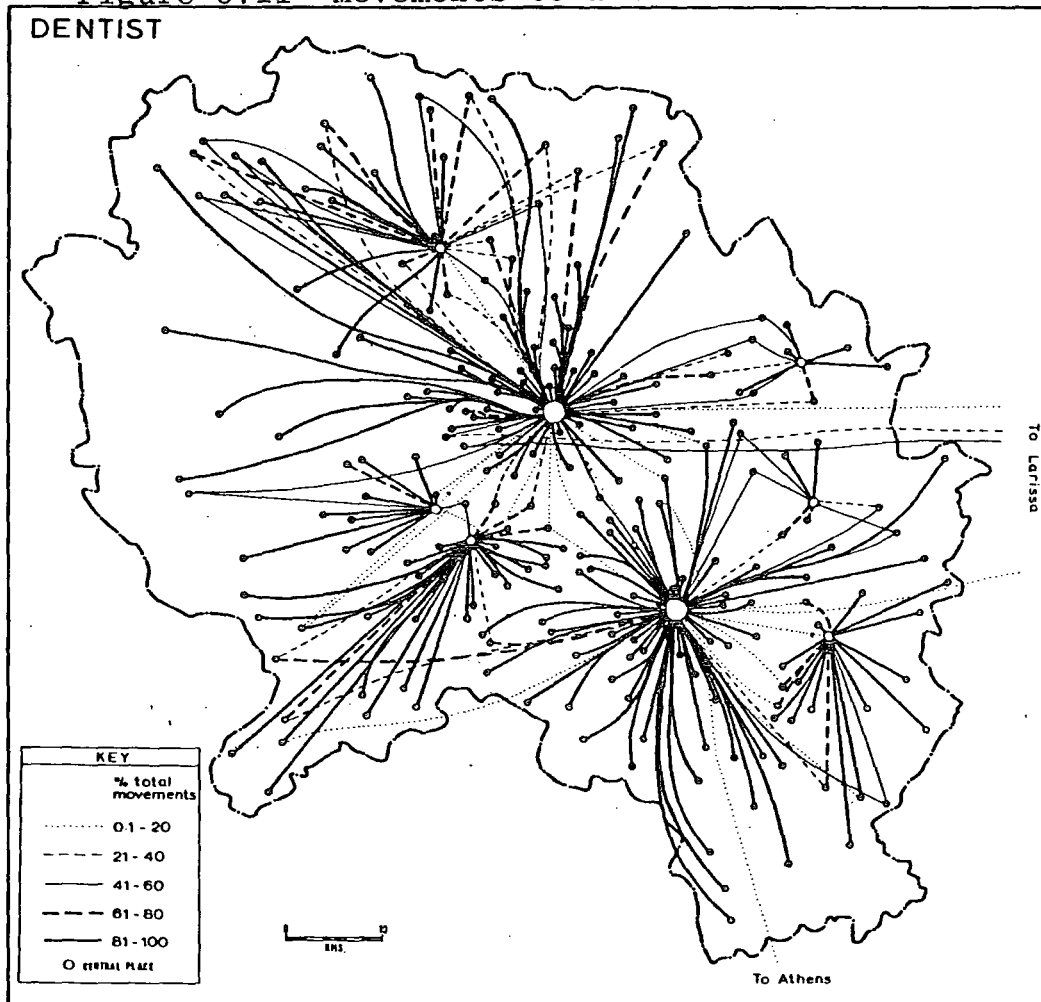 DENTIST
To Larissa
KEY
% total
movements
0·1 - 20
21 - 40
41 - 60
61 - 80
81 - 100
O CENTRAL PLACE
KMS.
To Athens